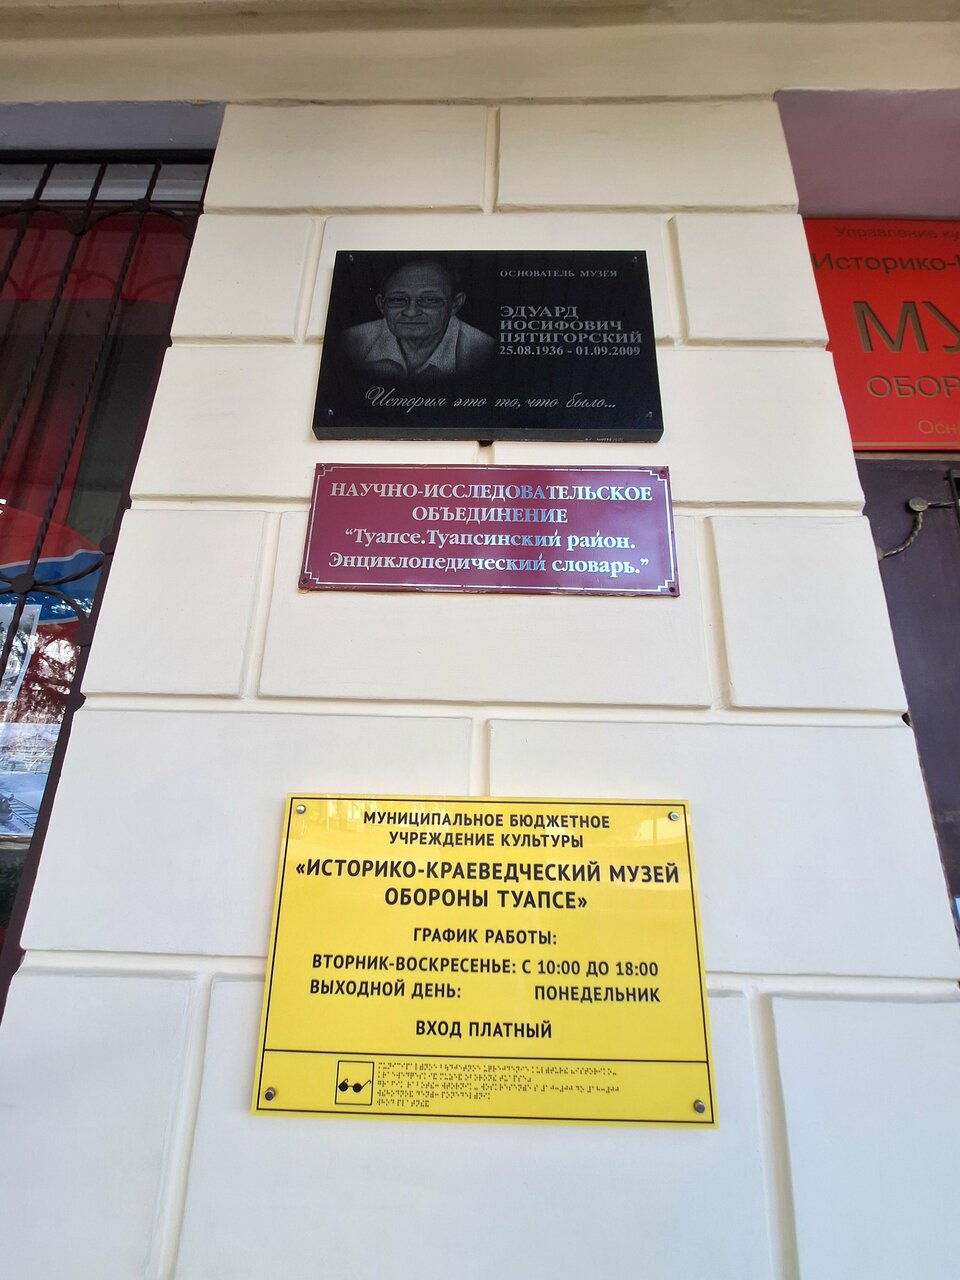 ОСНОВАТЕЛЬ МУЗЕЯ
ЭДУАРД
ИОСИФОВИЧ
ПЯТИГОРСКИЙ
25.08.1936 - 01.09.2009
История это то, что было...
НАУЧНО-ИССЛЕДОВАТЕЛЬСКОЕ
ОБЪЕДИНЕНИЕ
“Туапсе.Туапсинский район.
Энциклопедический словарь.”
Управление
Историко-
МУ
ОБОР
Осн
МУНИЦИПАЛЬНОЕ БЮДЖЕТНОЕ
УЧРЕЖДЕНИЕ КУЛЬТУРЫ
«ИСТОРИКО-КРАЕВЕДЧЕСКИЙ МУЗЕЙ
ОБОРОНЫ ТУАПСЕ»
ГРАФИК РАБОТЫ:
ВТОРНИК-ВОСКРЕСЕНЬЕ: С 10:00 ДО 18:00
ВЫХОДНОЙ ДЕНЬ: ПОНЕДЕЛЬНИК
ВХОД ПЛАТНЫЙ